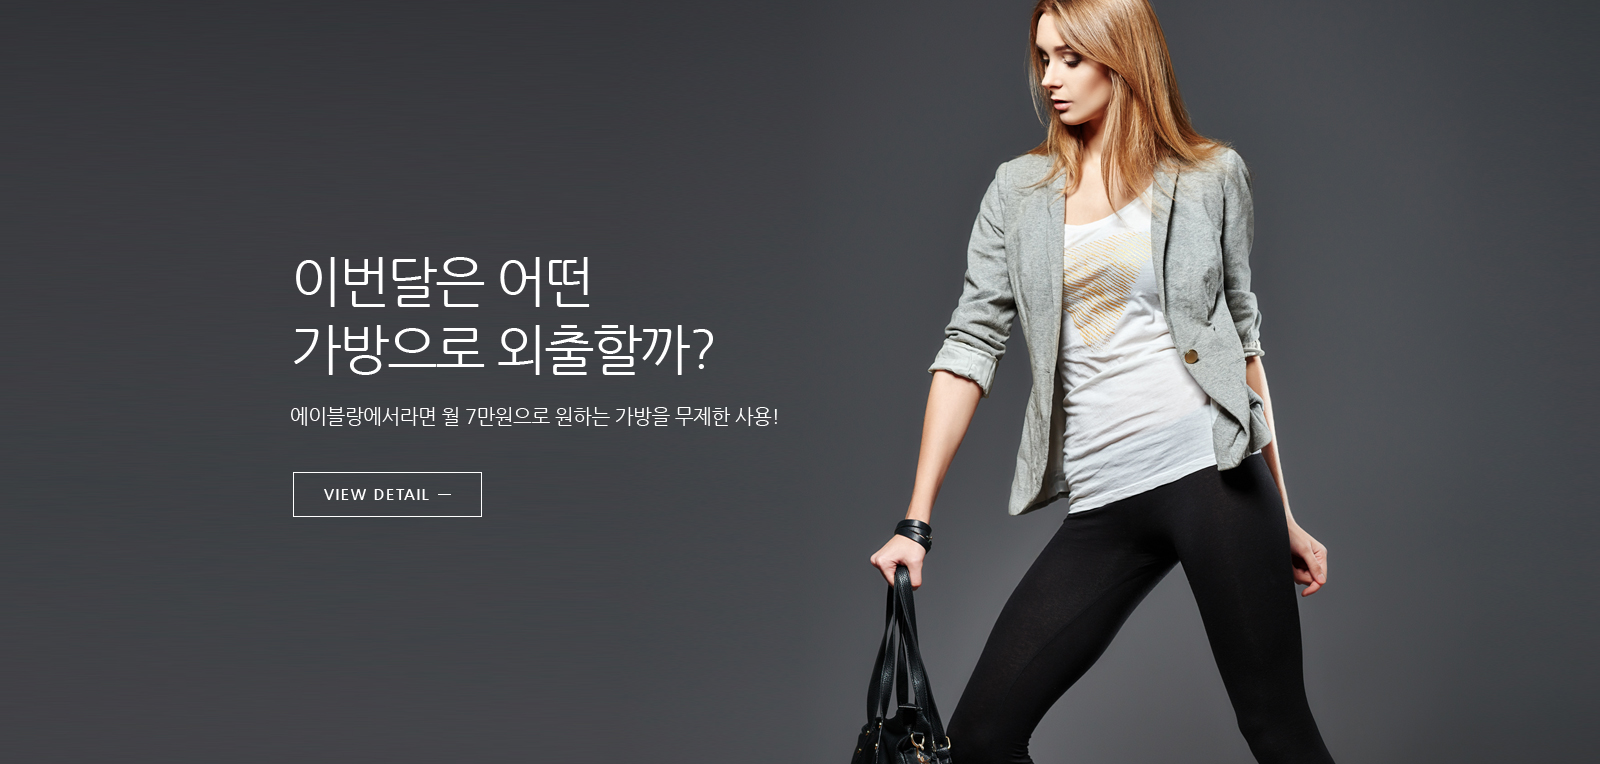 이번달은 어떤
가방으로 외출할까?
에이블랑에서라면 월 7만원으로 원하는 가방을 무제한 사용!
VIEW DETAIL —